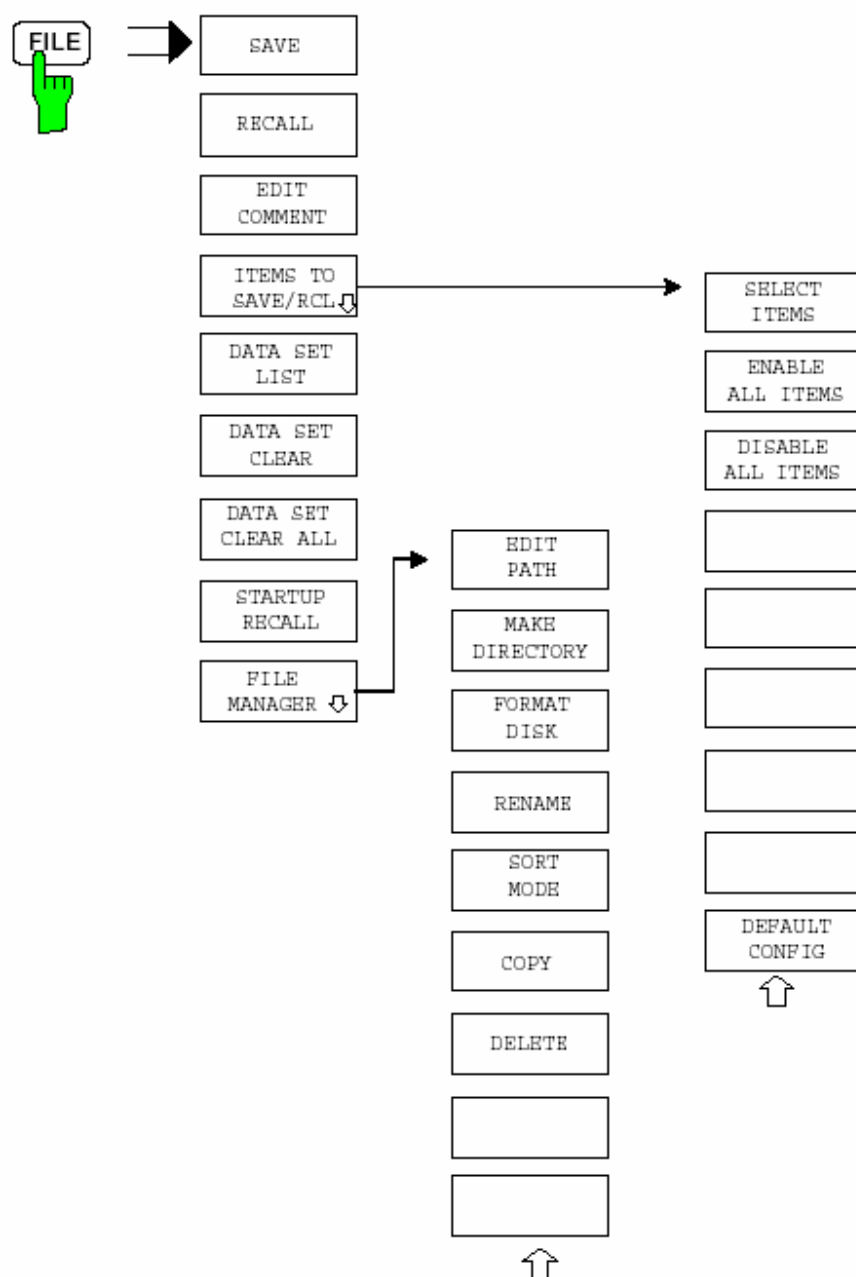 FILE
SAVE
RECALL
EDIT
COMMENT
ITEMS TO
SAVE/RCL
DATA SET
LIST
DATA SET
CLEAR
DATA SET
CLEAR ALL
STARTUP
RECALL
FILE
MANAGER
EDIT
PATH
MAKE
DIRECTORY
FORMAT
DISK
RENAME
SORT
MODE
COPY
DELETE
SELECT
ITEMS
ENABLE
ALL ITEMS
DISABLE
ALL ITEMS
DEFAULT
CONFIG